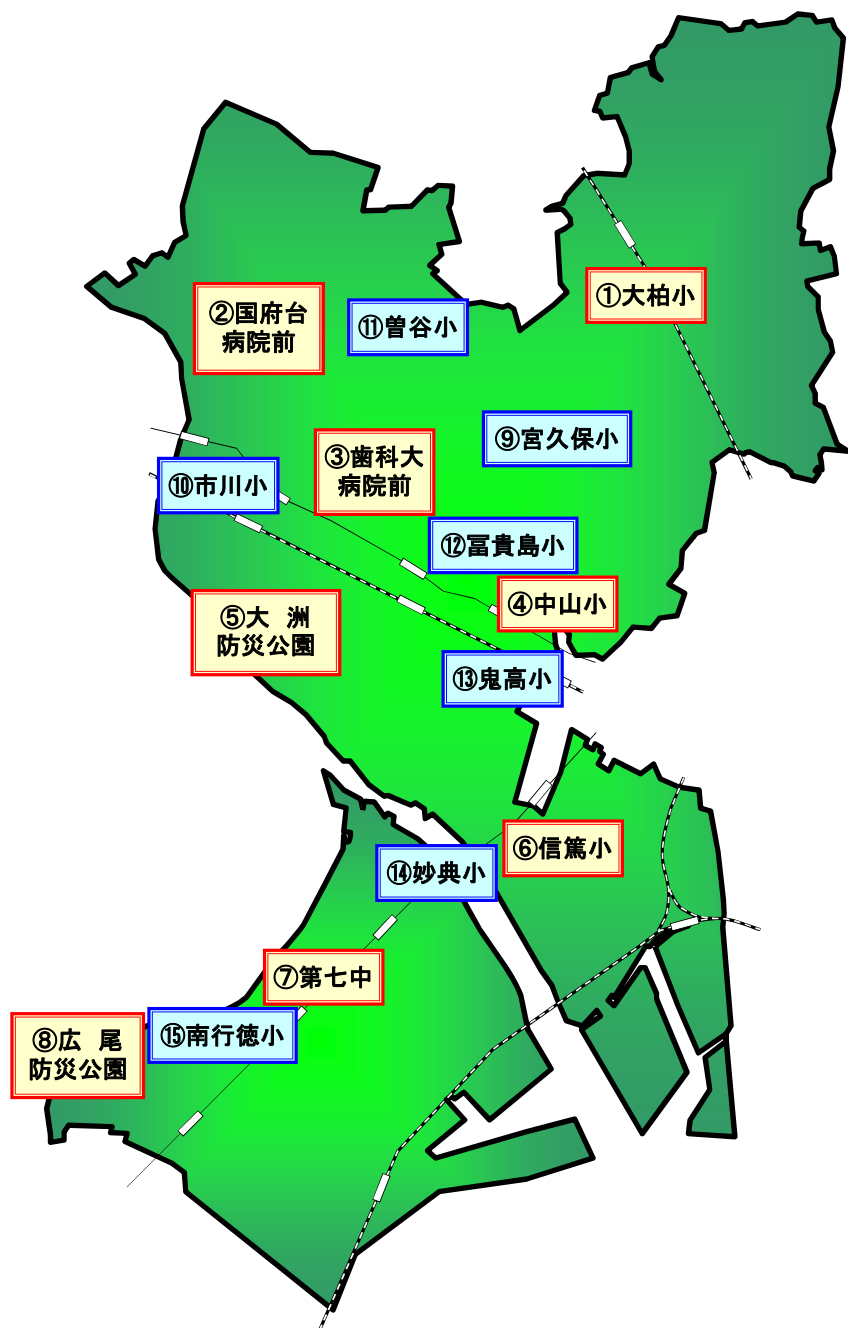 ①大柏小
②国府台
病院前
⑪曽谷小
⑨宮久保小
③歯科大
病院前
⑩市川小
⑫冨貴島小
④中山小
⑤大 洲
防災公園
⑬鬼高小
⑥信篤小
⑭妙典小
⑦第七中
⑮南行徳小
⑧広 尾
防災公園